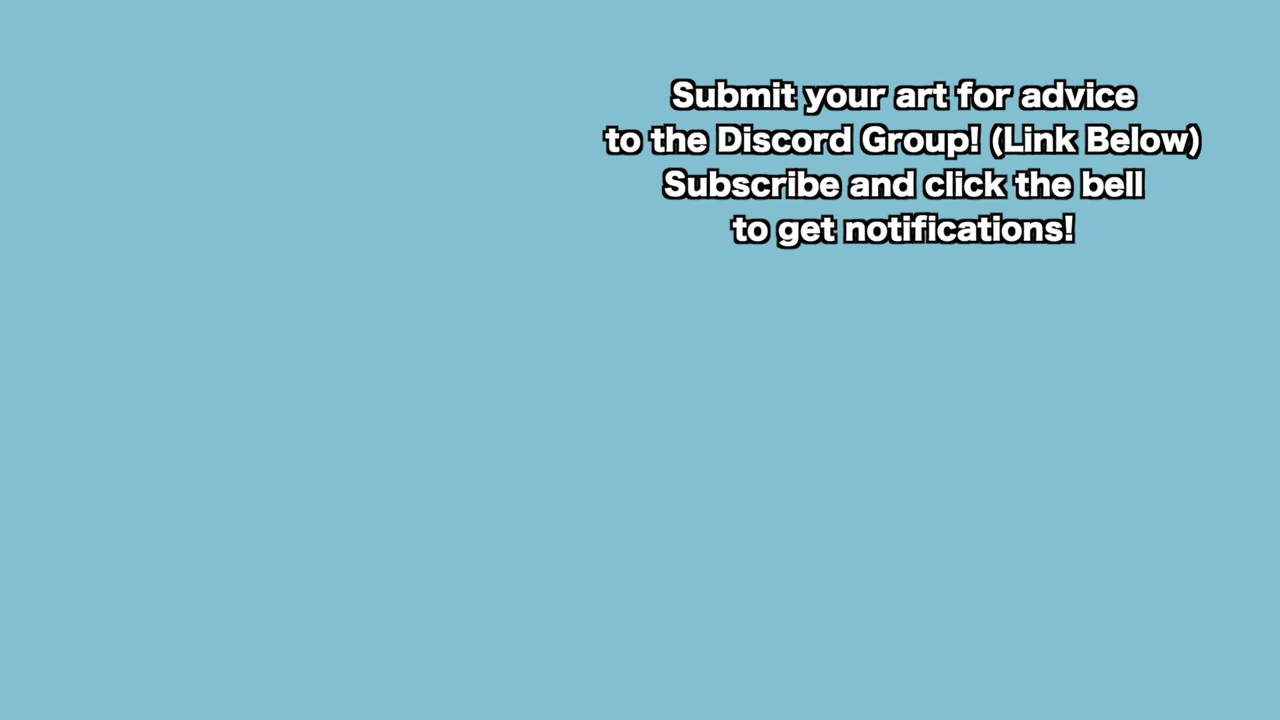 Submit your art for advice
to the Discord Group! (Link Below)
Subscribe and click the bell
to get notifications!